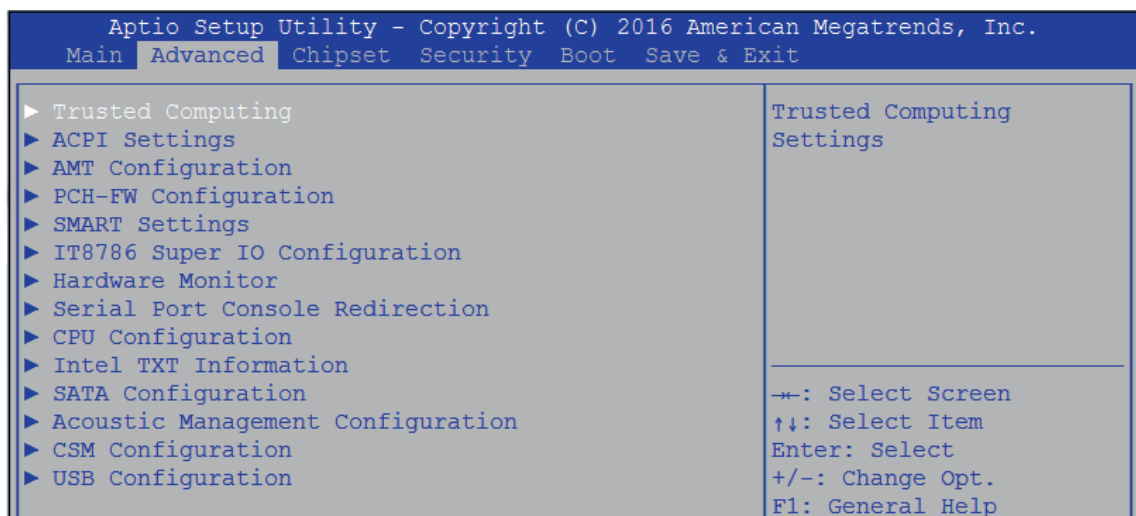 Aptio Setup Utility - Copyright (C) 2016 American Megatrends, Inc.
Main Advanced Chipset Security Boot Save & Exit
► Trusted Computing
► ACPI Settings
► AMT Configuration
► PCH-FW Configuration
► SMART Settings
► IT8786 Super IO Configuration
► Hardware Monitor
► Serial Port Console Redirection
► CPU Configuration
► Intel TXT Information
► SATA Configuration
► Acoustic Management Configuration
► CSM Configuration
► USB Configuration
Trusted Computing
Settings
→←: Select Screen
↑↓: Select Item
Enter: Select
+/-: Change Opt.
F1: General Help